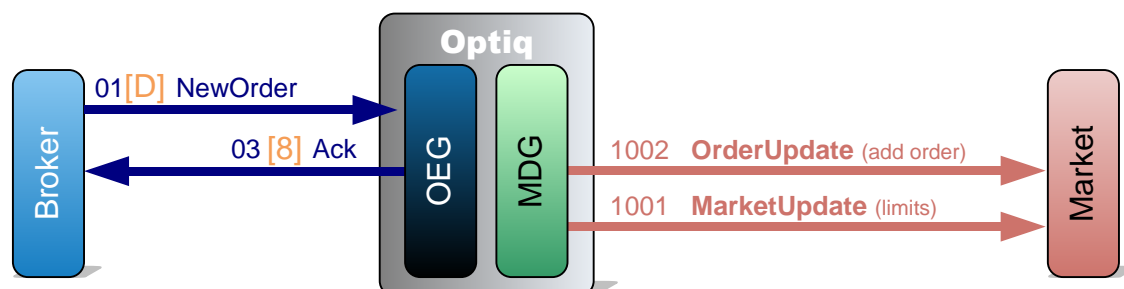 Optiq
Broker
01[D] NewOrder
03 [8] Ack
OEG
MDG
1002 OrderUpdate (add order)
1001 MarketUpdate (limits)
Market